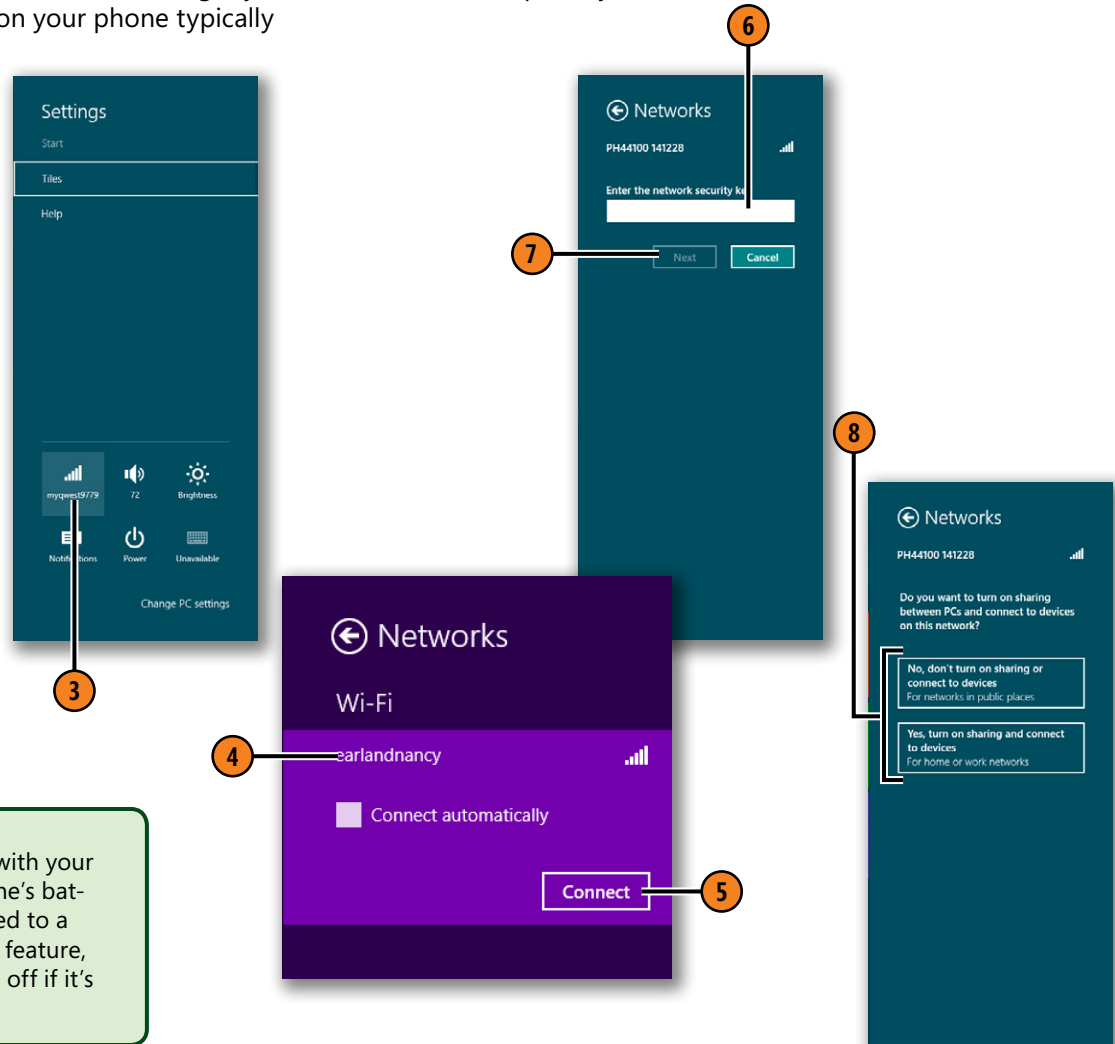 on your phone typically
6
Settings
Start
Tiles
Help
myqwest9779
72
Brightness
Notifications
Power
Unavailable
Change PC settings
3
Networks
PH44100 141228
Enter the network security
7
Next
Cancel
Networks
Wi-Fi
4
earlandnancy
Connect automatically
Connect
5
8
Networks
PH44100 141228
Do you want to turn on sharing
between PCs and connect to devices
on this network?
No, don't turn on sharing or
connect to devices
For networks in public places
Yes, turn on sharing and connect
to devices
For home or work networks
with your
ne's bat-
ed to a
feature,
off if it's